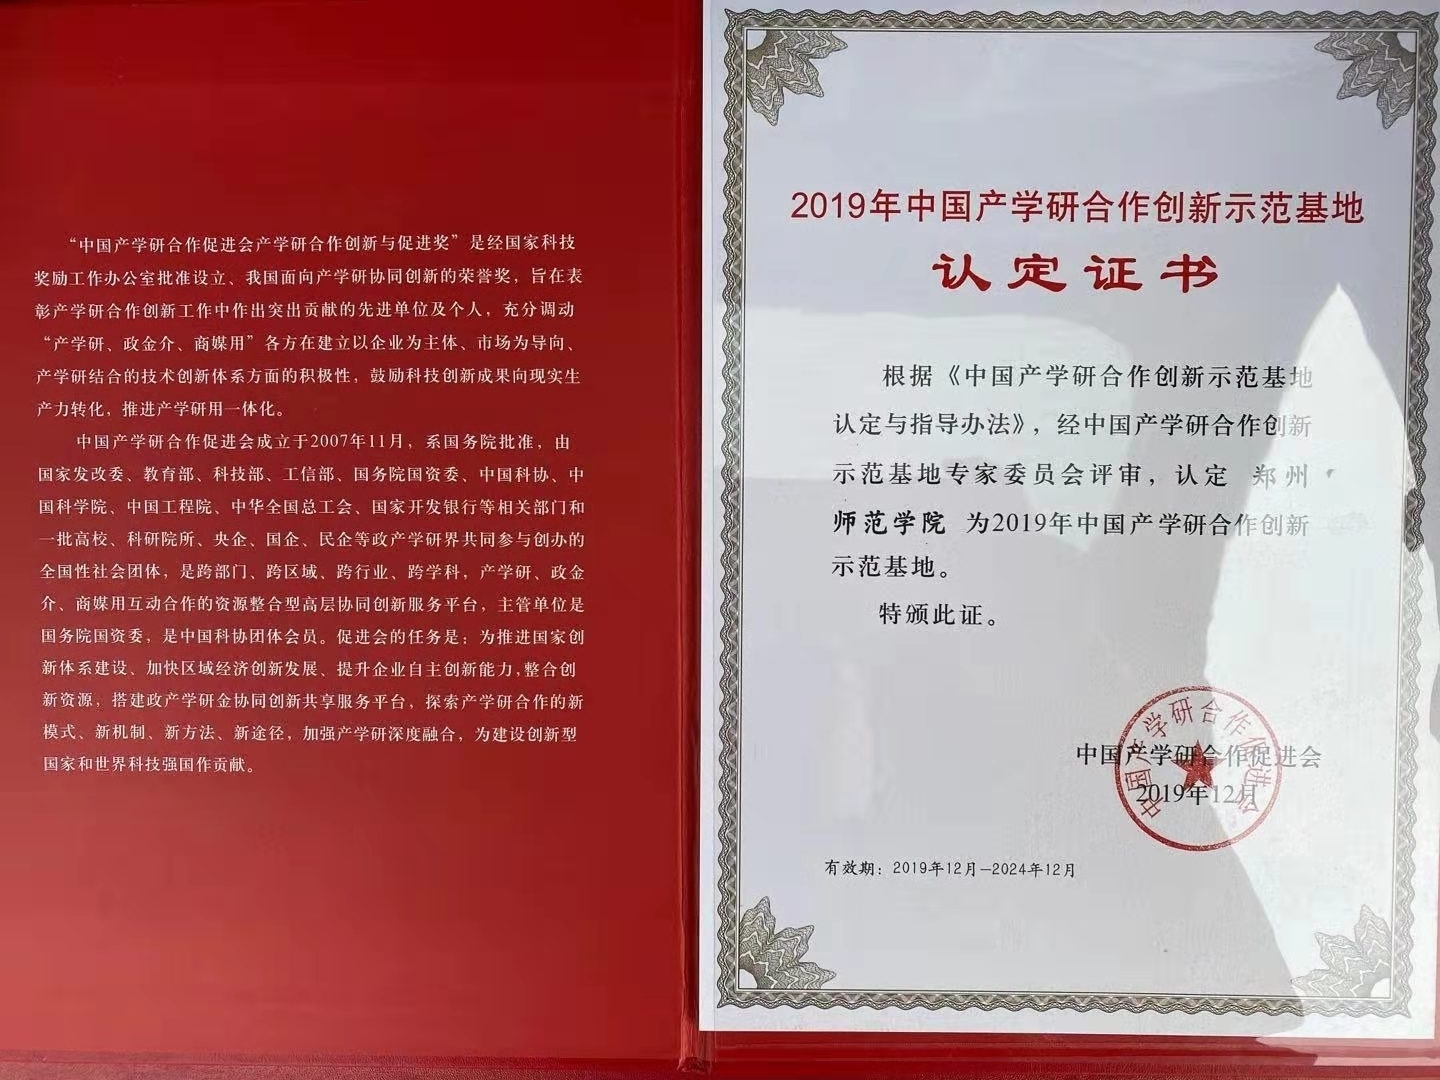 “中国产学研合作促进会产学研合作创新与促进奖”是经国家科技
奖励工作办公室批准设立、我国面向产学研协同创新的荣誉奖，旨在表
彰产学研合作创新工作中作出突出贡献的先进单位及个人，充分调动
“产学研、政金介、商媒用”各方在建立以企业为主体、市场为导向、
产学研结合的技术创新体系方面的积极性，鼓励科技创新成果向现实生
产力转化，推进产学研用一体化。
中国产学研合作促进会成立于2007年11月，系国务院批准，由
国家发改委、教育部、科技部、工信部、国务院国资委、中国科协、中
国科学院、中国工程院、中华全国总工会、国家开发银行等相关部门和
一批高校、科研院所、央企、国企、民企等政产学研界共同参与创办的
全国性社会团体，是跨部门、跨区域、跨行业、跨学科，产学研、政金
介、商媒用互动合作的资源整合型高层协同创新服务平台，主管单位是
国务院国资委，是中国科协团体会员。促进会的任务是：为推进国家创
新体系建设、加快区域经济创新发展、提升企业自主创新能力，整合创
新资源，搭建政产学研金协同创新共享服务平台，探索产学研合作的新
模式、新机制、新方法、新途径，加强产学研深度融合，为建设创新型
国家和世界科技强国作贡献。
2019年中国产学研合作创新示范基地
认定证书
根据《中国产学研合作创新示范基地
认定与指导办法》，经中国产学研合作创新
示范基地专家委员会评审，认定 郑州
师范学院 为2019年中国产学研合作创新
示范基地。
特颁此证。
中国产学研合作促进会
中国产学研合作促进会
2019年12月
有效期：2019年12月—2024年12月